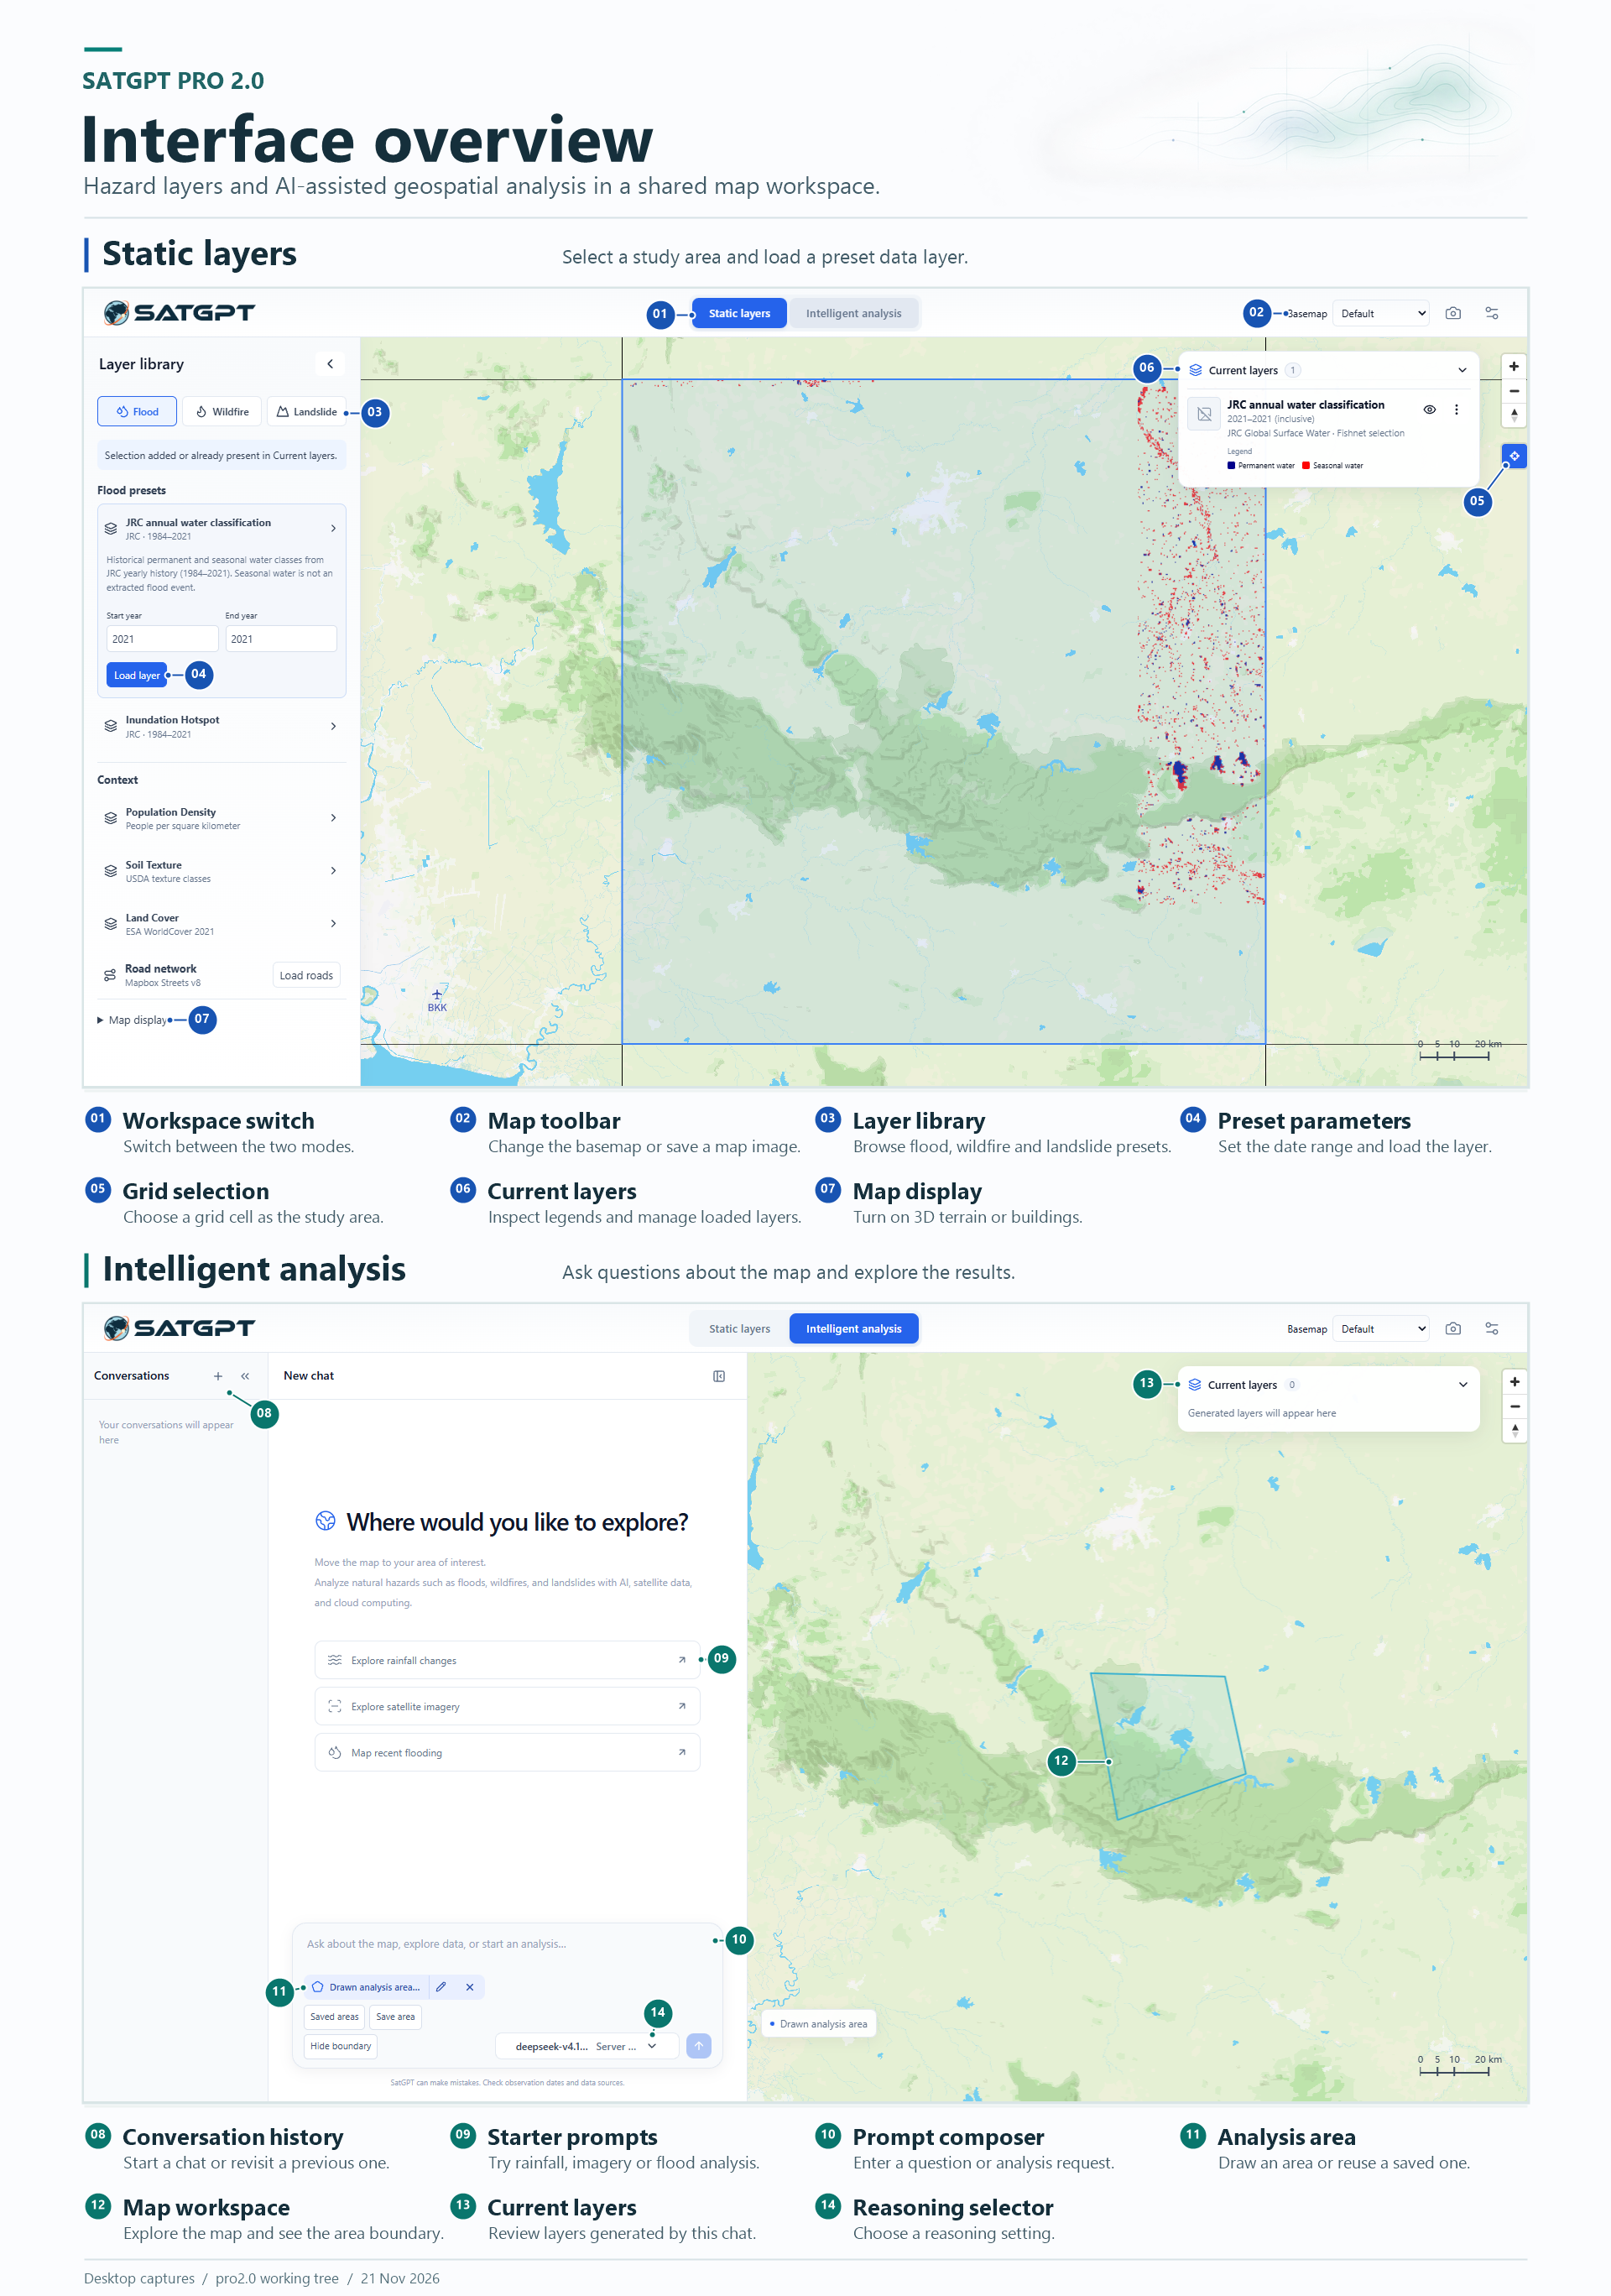 SATGPT PRO 2.0
Interface overview
Hazard layers and AI-assisted geospatial analysis in a shared map workspace.
Static layers
Select a study area and load a preset data layer.
SATGPT
01
Static layers
Intelligent analysis
02
Basemap
Default
Layer library
Flood
Wildfire
Landslide
03
Selection added or already present in Current layers.
Flood presets
JRC annual water classification
JRC · 1984–2021
Historical permanent and seasonal water classes from
JRC yearly history (1984–2021). Seasonal water is not an
extracted flood event.
Start year
End year
2021
2021
Load layer
04
Inundation Hotspot
JRC · 1984–2021
Context
Population Density
People per square kilometer
Soil Texture
USDA texture classes
Land Cover
ESA WorldCover 2021
Road network
Mapbox Streets v8
Load roads
Map display
07
06
Current layers
1
JRC annual water classification
2021–2021 (inclusive)
JRC Global Surface Water · Fishnet selection
Legend
Permanent water
Seasonal water
05
BKK
0 5 10 20 km
01 Workspace switch
Switch between the two modes.
02 Map toolbar
Change the basemap or save a map image.
03 Layer library
Browse flood, wildfire and landslide presets.
04 Preset parameters
Set the date range and load the layer.
05 Grid selection
Choose a grid cell as the study area.
06 Current layers
Inspect legends and manage loaded layers.
07 Map display
Turn on 3D terrain or buildings.
Intelligent analysis
Ask questions about the map and explore the results.
SATGPT
Static layers
Intelligent analysis
Basemap
Default
Conversations
08
Your conversations will appear
here
New chat
Where would you like to explore?
Move the map to your area of interest.
Analyze natural hazards such as floods, wildfires, and landslides with AI, satellite data,
and cloud computing.
Explore rainfall changes
09
Explore satellite imagery
Map recent flooding
Ask about the map, explore data, or start an analysis...
10
11
Drawn analysis area...
Saved areas
Save area
Hide boundary
14
deepseek-v4.1...
Server ...
SatGPT can make mistakes. Check observation dates and data sources.
13
Current layers
0
Generated layers will appear here
12
Drawn analysis area
0 5 10 20 km
08 Conversation history
Start a chat or revisit a previous one.
09 Starter prompts
Try rainfall, imagery or flood analysis.
10 Prompt composer
Enter a question or analysis request.
11 Analysis area
Draw an area or reuse a saved one.
12 Map workspace
Explore the map and see the area boundary.
13 Current layers
Review layers generated by this chat.
14 Reasoning selector
Choose a reasoning setting.
Desktop captures / pro2.0 working tree / 21 Nov 2026